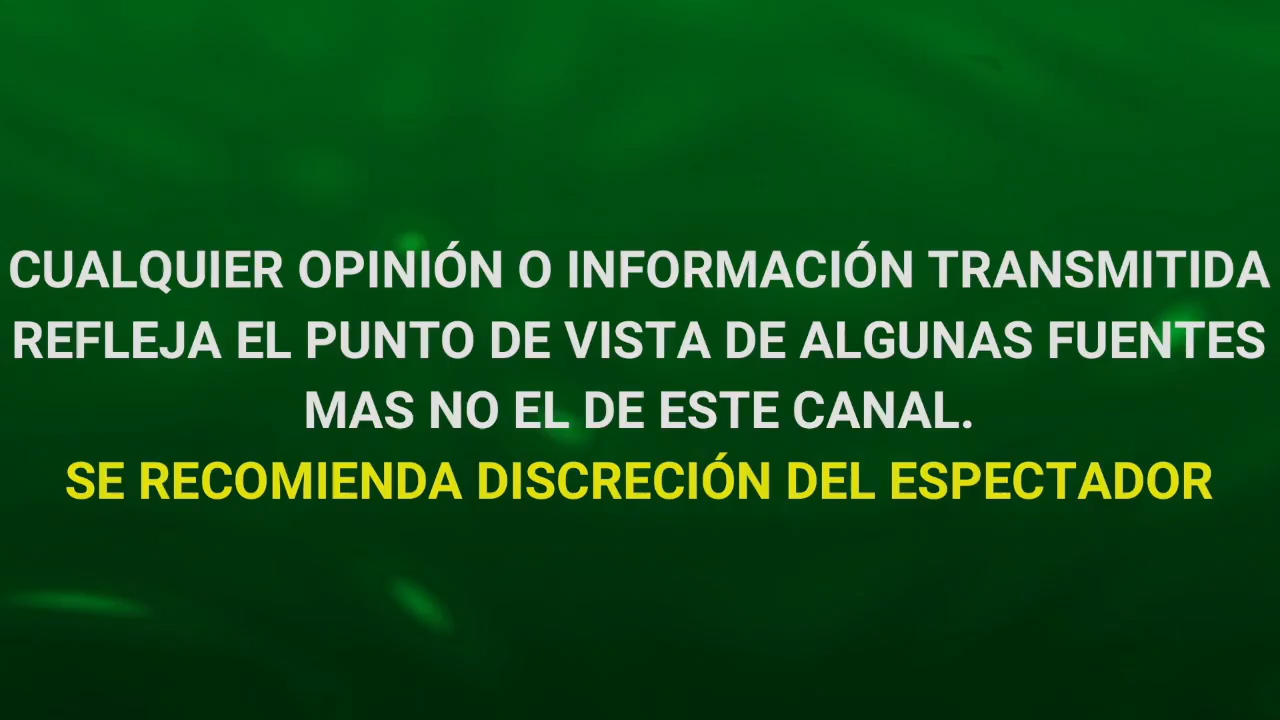 CUALQUIER OPINIÓN O INFORMACIÓN TRANSMITIDA
REFLEJA EL PUNTO DE VISTA DE ALGUNAS FUENTES
MAS NO EL DE ESTE CANAL.
SE RECOMIENDA DISCRECIÓN DEL ESPECTADOR